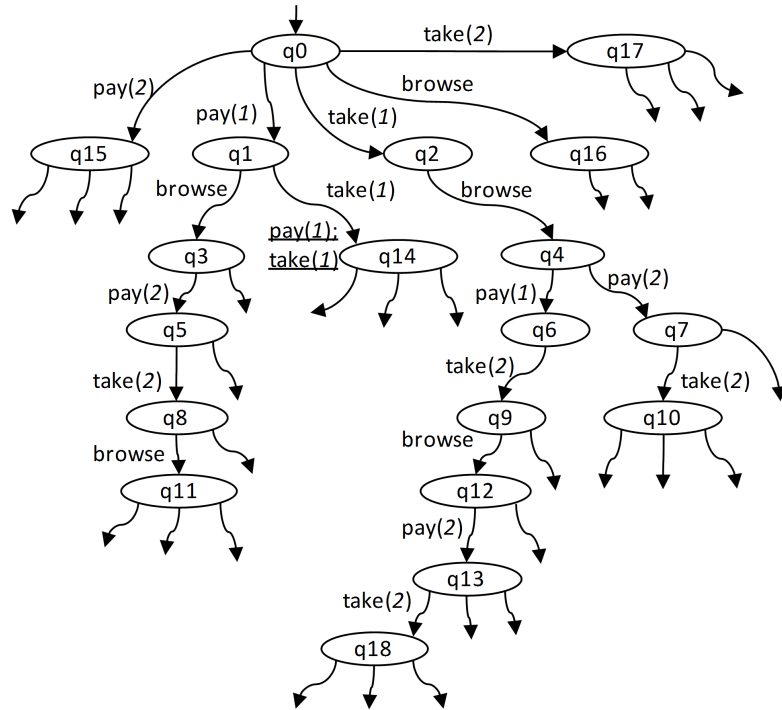 q0
take(2)
q17
pay(2)
pay(1)
take(1)
browse
q15
q1
q2
q16
browse
take(1)
browse
pay(1);
take(1)
q3
q14
q4
pay(2)
pay(1)
pay(2)
q5
q6
q7
take(2)
take(2)
take(2)
q8
q9
q10
browse
browse
q11
q12
pay(2)
q13
take(2)
q18